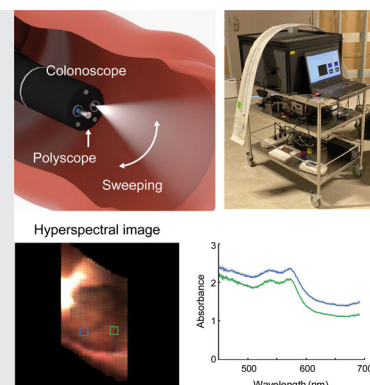 Colonoscope
Polyscope
Sweeping
Hyperspectral image
3
2
1
0
Absorbance
500
600
700
Wavelength (nm)